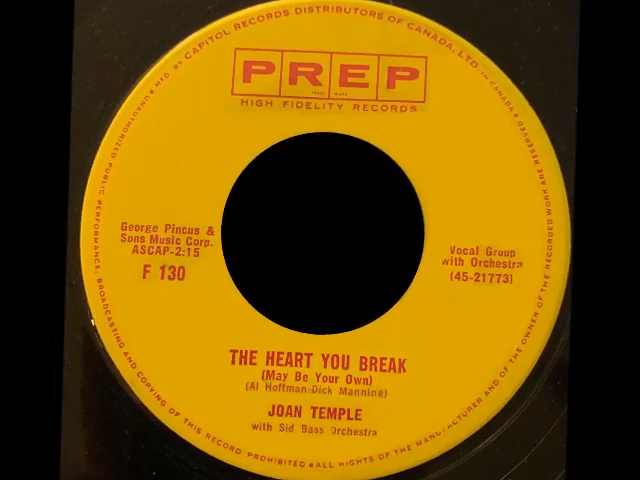 MFD. BY CAPITOL RECORDS DISTRIBUTORS OF CANADA, LTD. IN CANADA • ALL RIGHTS OF THE MANUFACTURER AND OF THE OWNER OF THE RECORDED WORK ARE RESERVED
UNAUTHORIZED PUBLIC PERFORMANCE, BROADCASTING AND COPYING OF THIS RECORD PROHIBITED
PREP
TRADE MARK
HIGH FIDELITY RECORDS
George Pincus &
Sons Music Corp.
ASCAP-2:15
F 130
Vocal Group
with Orchestra
(45-21773)
THE HEART YOU BREAK
(May Be Your Own)
(Al Hoffman-Dick Manning)
JOAN TEMPLE
with Sid Bass Orchestra